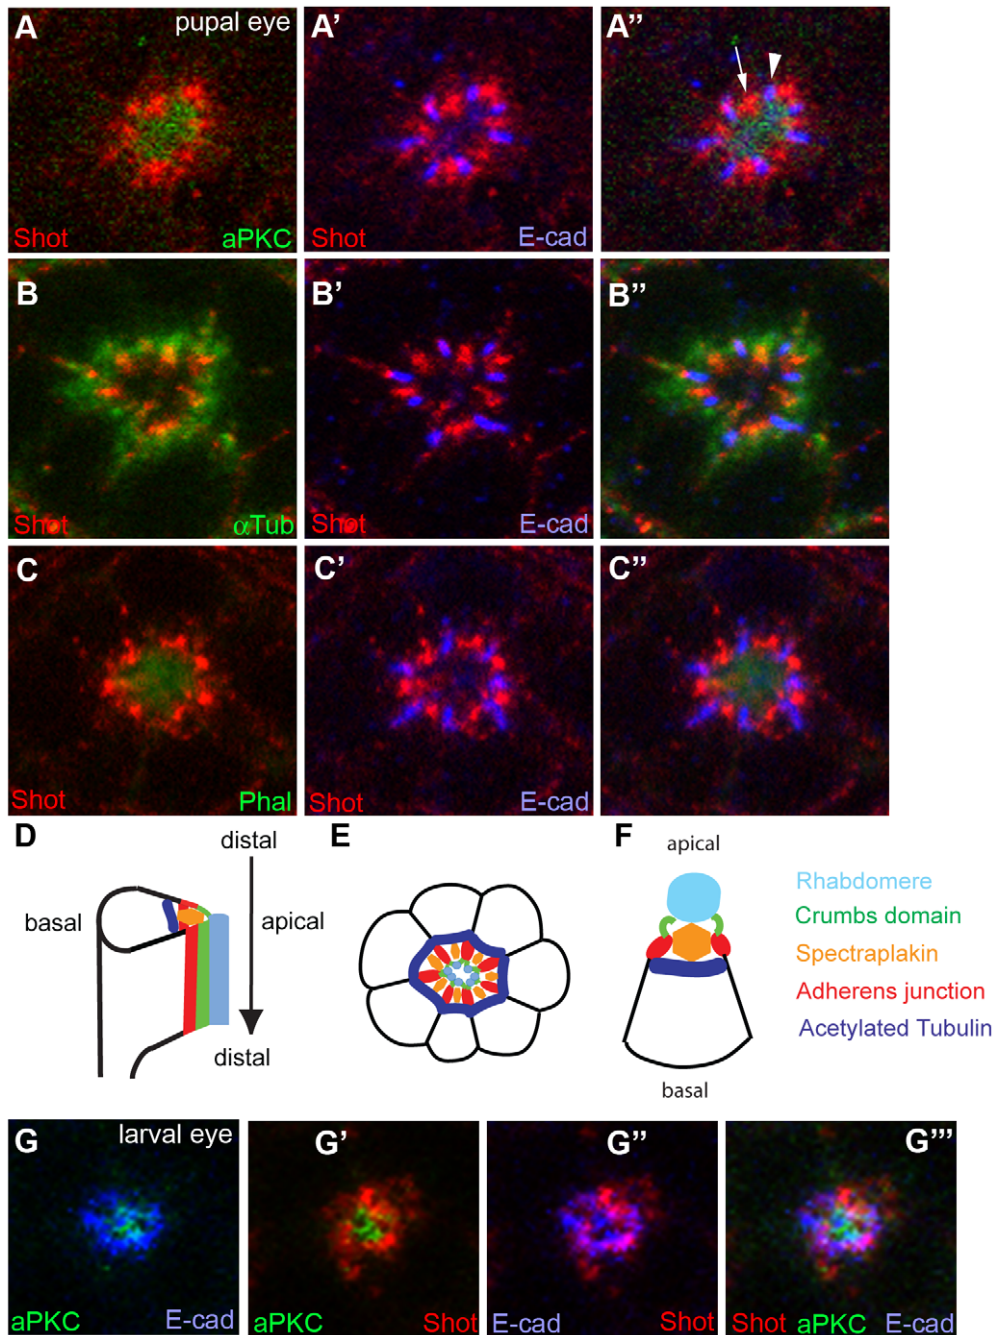 A pupal eye A’ A”
Shot aPKC Shot E-cad
B B’ B”
Shot αTub Shot E-cad
C C’ C”
Shot Phal Shot E-cad
D distal E F apical
basal apical
distal
basal
Rhabdomere
Crumbs domain
Spectraplakin
Adherens junction
Acetylated Tubulin
G larval eye G’ G” G”’
aPKC E-cad aPKC Shot E-cad Shot Shot aPKC E-cad